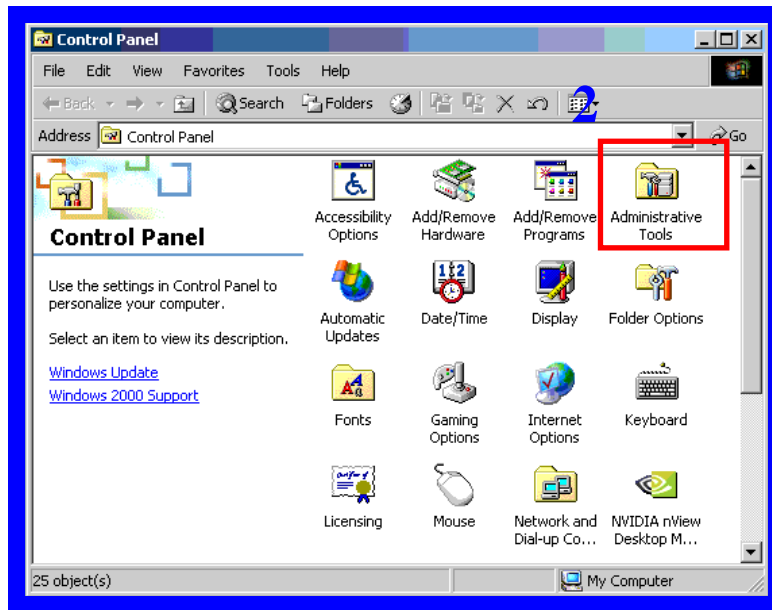 Control Panel
File Edit View Favorites Tools Help
Back Search Folders 2
Address Control Panel Go
Control Panel
Use the settings in Control Panel to
personalize your computer.
Select an item to view its description.
Windows Update
Windows 2000 Support
Accessibility
Options
Add/Remove
Hardware
Add/Remove
Programs
Administrative
Tools
Automatic
Updates
Date/Time
Display
Folder Options
Fonts
Gaming
Options
Internet
Options
Keyboard
Licensing
Mouse
Network and
Dial-up Co...
NVIDIA nView
Desktop M...
25 object(s) My Computer